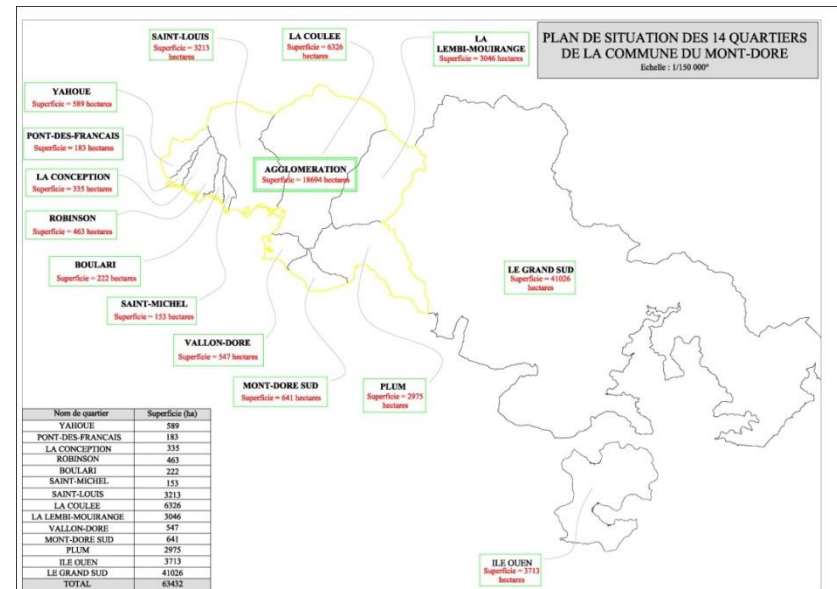 PLAN DE SITUATION DES 14 QUARTIERS
DE LA COMMUNE DU MONT-DORE
Echelle : 1/150 000°
SAINT-LOUIS
Superficie = 3213
hectares
LA COULEE
Superficie = 6326
hectares
LA
LEMBI-MOUIRANGE
Superficie = 3046 hectares
YAHOUE
Superficie = 589 hectares
PONT-DES-FRANCAIS
Superficie = 183 hectares
LA CONCEPTION
Superficie = 335 hectares
ROBINSON
Superficie = 463 hectares
BOULARI
Superficie = 222 hectares
SAINT-MICHEL
Superficie = 153 hectares
AGGLOMERATION
Superficie = 18694 hectares
VALLON-DORE
Superficie = 547 hectares
MONT-DORE SUD
Superficie = 641 hectares
PLUM
Superficie = 2975
hectares
LE GRAND SUD
Superficie = 41026
hectares
ILE OUEN
Superficie = 3713
hectares
Nom de quartier Superficie (ha)
YAHOUE 589
PONT-DES-FRANCAIS 183
LA CONCEPTION 335
ROBINSON 463
BOULARI 222
SAINT-MICHEL 153
SAINT-LOUIS 3213
LA COULEE 6326
LA LEMBI-MOUIRANGE 3046
VALLON-DORE 547
MONT-DORE SUD 641
PLUM 2975
ILE OUEN 3713
LE GRAND SUD 41026
TOTAL 63432